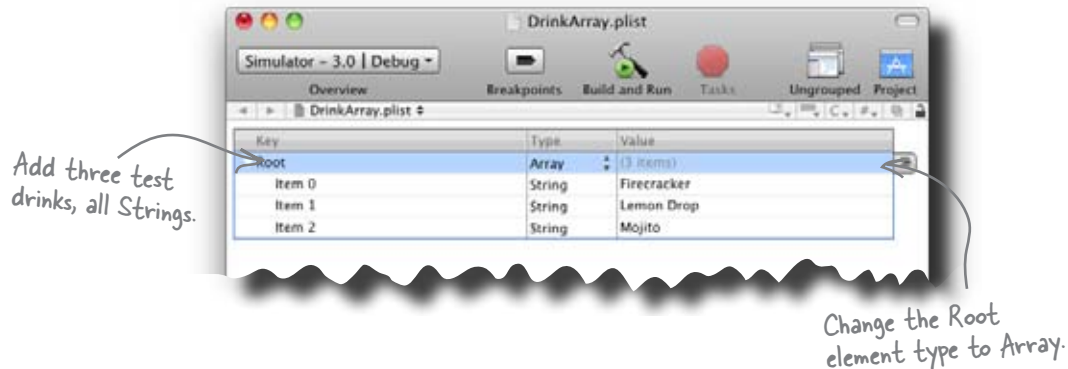 DrinkArray.plist
Simulator - 3.0 | Debug
Overview
Breakpoints
Build and Run
Tasks
Ungrouped
Project
DrinkArray.plist
C
#
Key Type Value
Root Array (3 items)
Item 0 String Firecracker
Item 1 String Lemon Drop
Item 2 String Mojito
Add three test
drinks, all Strings.
Change the Root
element type to Array.